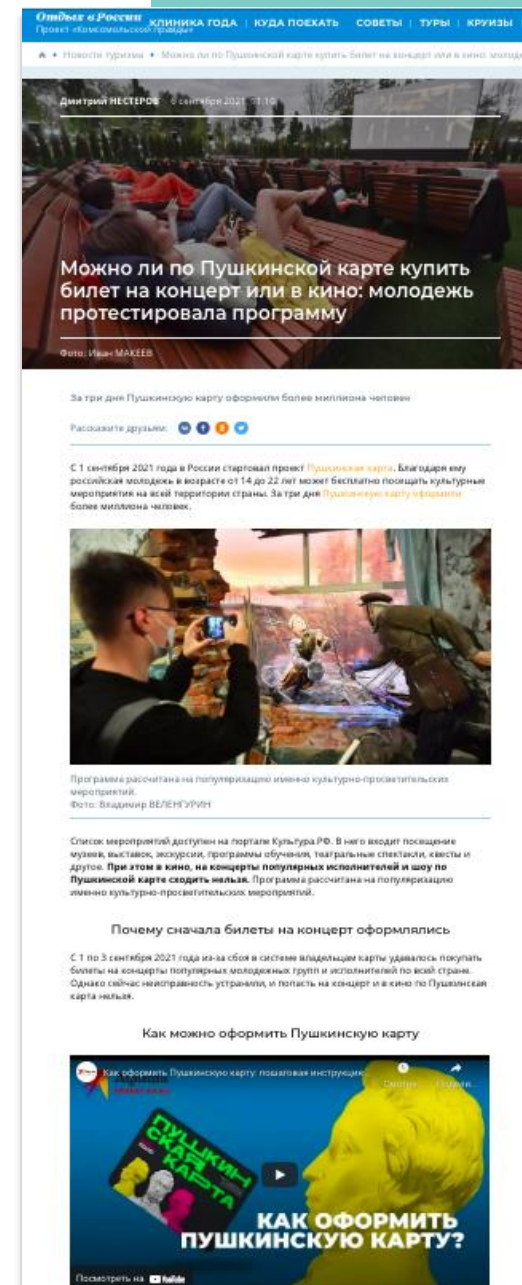 Отдых в России
Проект «Комсомольской правды»
КЛИНИКА ГОДА | КУДА ПОЕХАТЬ СОВЕТЫ | ТУРЫ | КРУИЗЫ
Новости туризма • Можно ли по Пушкинской карте купить билет на концерт или в кино: молод
Дмитрий НЕСТЕРОВ 6 сентября 2021
Можно ли по Пушкинской карте купить
билет на концерт или в кино: молодежь
протестировала программу
Фото: Иван МАКЕЕВ
За три дня Пушкинскую карту оформили более миллиона человек
Расскажите друзьям:
С 1 сентября 2021 года в России стартовал проект Пушкинская карта. Благодаря ему
российская молодежь в возрасте от 14 до 22 лет может бесплатно посещать культурные
мероприятия на всей территории страны. За три дня Пушкинскую карту оформили
более миллиона человек.
Программа рассчитана на популяризацию именно культурно-просветительских
мероприятий.
Фото: Владимир ВЕЛЕНГУРИН
Список мероприятий доступен на портале Культура.РФ. В него входит посещение
музеев, выставок, экскурсии, программы обучения, театральные спектакли, квесты и
другое. При этом в кино, на концерты популярных исполнителей и шоу по
Пушкинской карте сходить нельзя. Программа рассчитана на популяризацию
именно культурно-просветительских мероприятий.
Почему сначала билеты на концерт оформлялись
С 1 по 3 сентября 2021 года из-за сбоя в системе владельцам карты удавалось покупать
билеты на концерты популярных молодежных групп и исполнителей по всей стране.
Однако сейчас неисправность устранили, и попасть на концерт и в кино по Пушкинская
карта нельзя.
Как можно оформить Пушкинскую карту
Как оформить Пушкинскую карту: пошаговая инструкция
ПУШКИН
СКАЯ
КАРТА
КАК ОФОРМИТЬ
ПУШКИНСКУЮ КАРТУ?
Посмотреть на YouTube